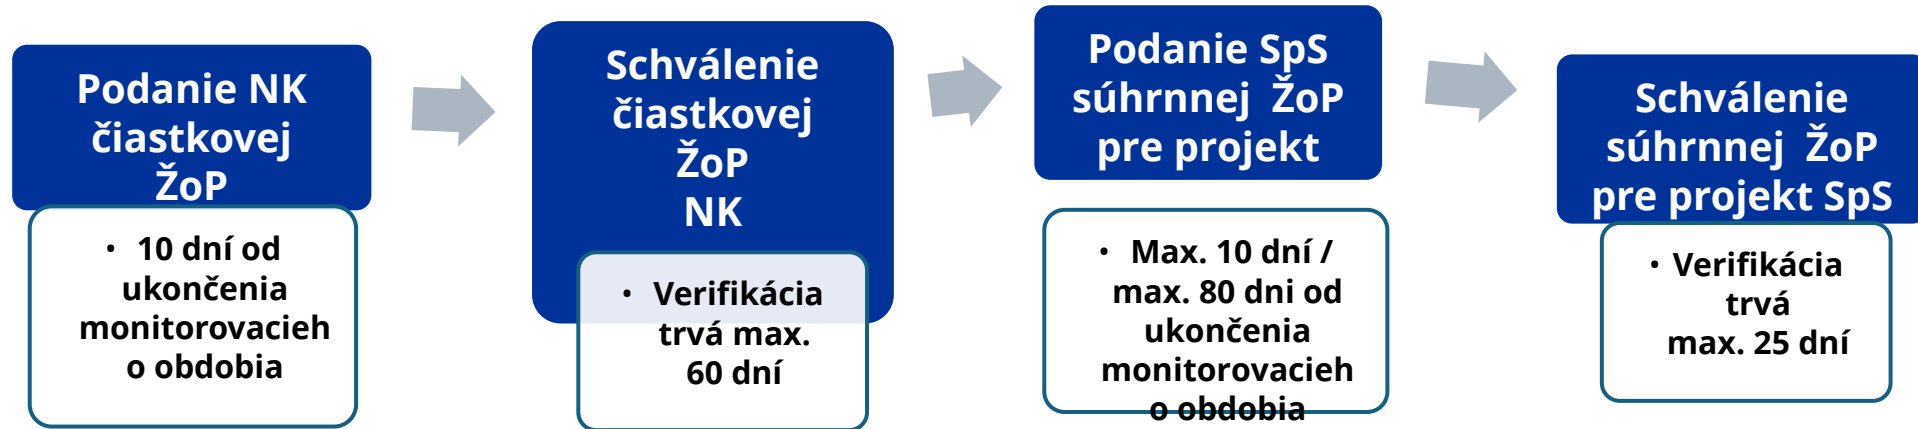 Podanie NK
čiastkovej
ŽoP
• 10 dní od
ukončenia
monitorovacieh
o obdobia
Schválenie
čiastkovej
ŽoP
NK
• Verifikácia
trvá max.
60 dní
Podanie SpS
súhrnnej ŽoP
pre projekt
• Max. 10 dní /
max. 80 dni od
ukončenia
monitorovacieh
o obdobia
Schválenie
súhrnnej ŽoP
pre projekt SpS
• Verifikácia
trvá
max. 25 dní